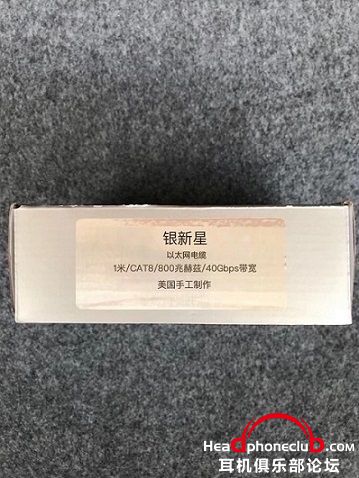 银新星
以太网电缆
1米/CAT8/800兆赫兹/40Gbps带宽
美国手工制作
Headphoneclub.com
耳机俱乐部论坛